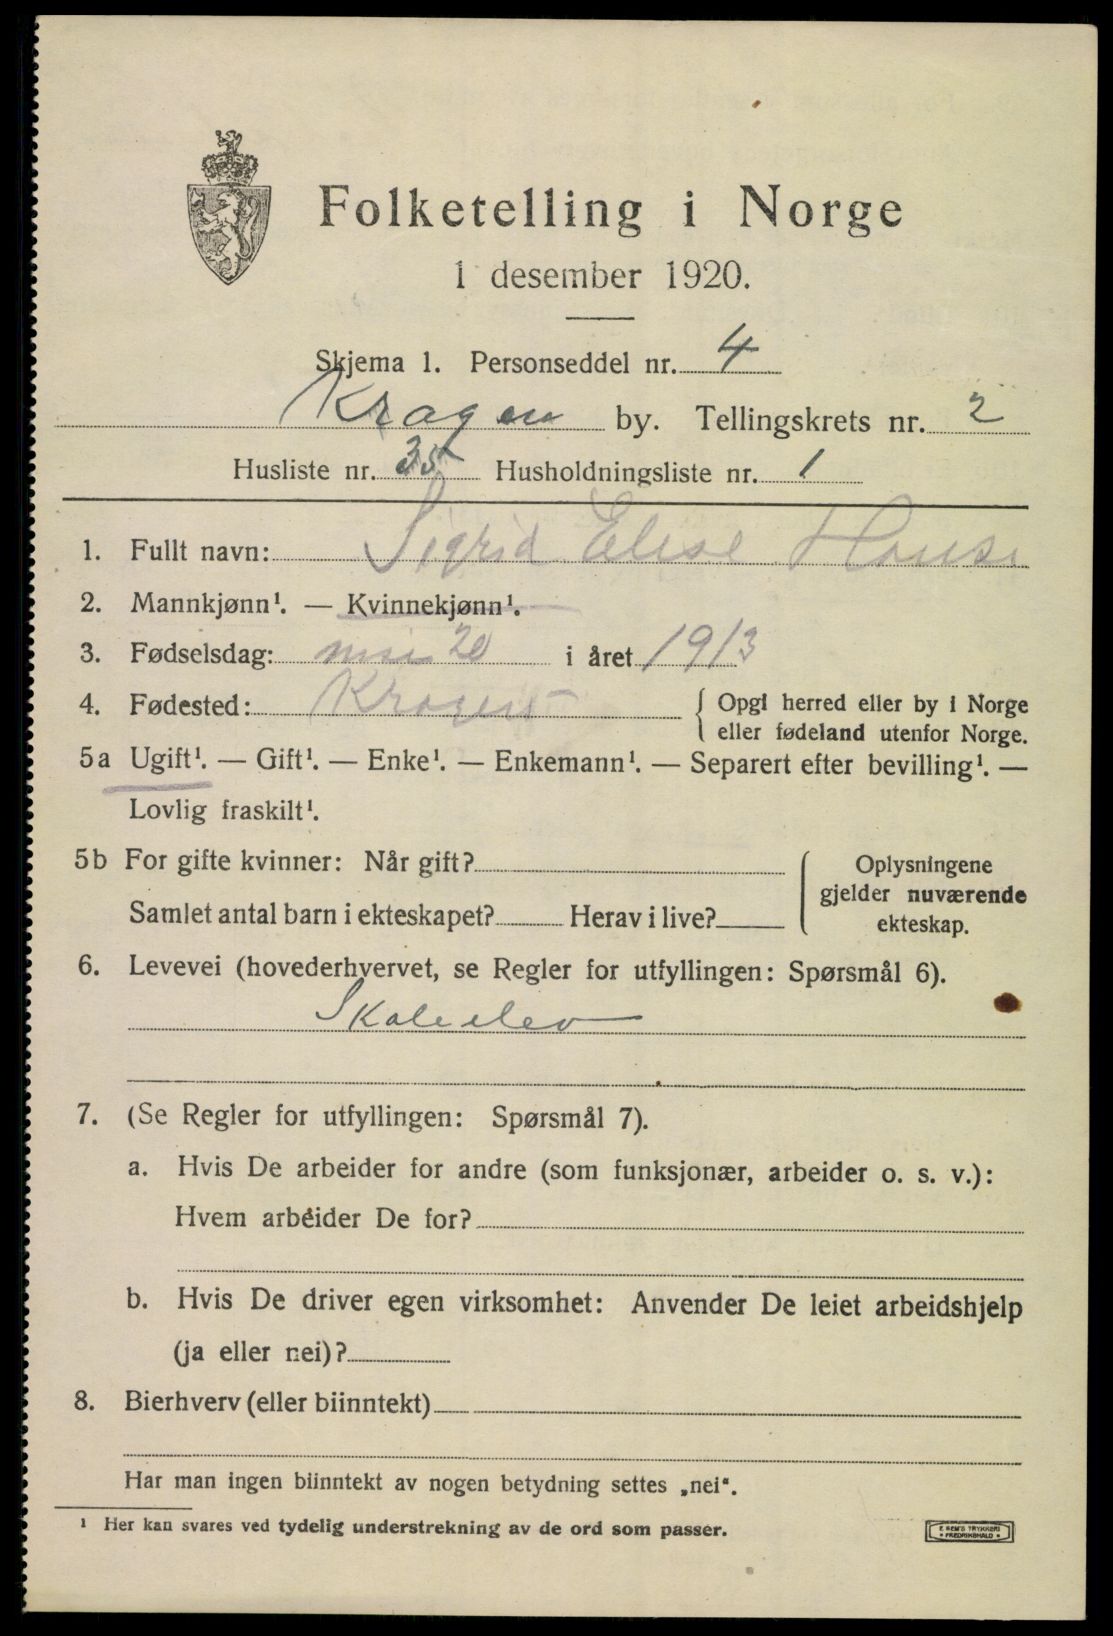 Folketelling i Norge
1 desember 1920.
Skjema 1. Personseddel nr. 4
Kragerø by. Tellingskrets nr. 2
Husliste nr. 35 Husholdningsliste nr. 1
1. Fullt navn: Sigrid Elise
2. Mannkjønn¹. — Kvinnekjønn¹.
3. Fødselsdag: mai 20 i året 1913
4. Fødested: { Opgi herred eller by i Norge
eller fødeland utenfor Norge.
5a Ugift¹. — Gift¹. — Enke¹. — Enkemann¹. — Separert efter bevilling¹. —
Lovlig fraskilt¹.
5b For gifte kvinner: Når gift? { Oplysningene
gjelder nuværende
Samlet antal barn i ekteskapet? Herav i live? ekteskap.
6. Levevei (hovederhvervet, se Regler for utfyllingen: Spørsmål 6).
Skoleelev
7. (Se Regler for utfyllingen: Spørsmål 7).
a. Hvis De arbeider for andre (som funksjonær, arbeider o. s. v.):
Hvem arbeider De for?
b. Hvis De driver egen virksomhet: Anvender De leiet arbeidshjelp
(ja eller nei)?
8. Bierhverv (eller biinntekt)
Har man ingen biinntekt av nogen betydning settes „nei“.
¹ Her kan svares ved tydelig understrekning av de ord som passer.
E SEM'S TRYKKERI
• FREDRIKSHALD •